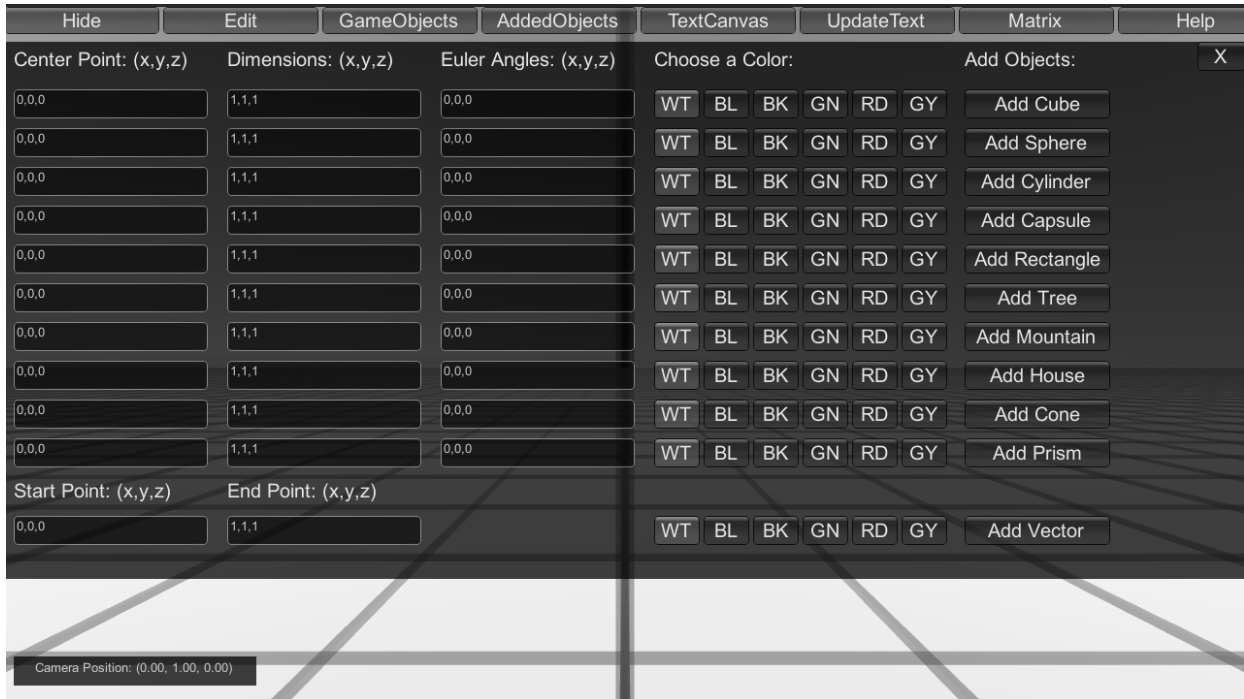 Hide Edit GameObjects AddedObjects TextCanvas UpdateText Matrix Help
Center Point: (x,y,z) Dimensions: (x,y,z) Euler Angles: (x,y,z) Choose a Color: Add Objects: X
0,0,0 1,1,1 0,0,0 WT BL BK GN RD GY Add Cube
0,0,0 1,1,1 0,0,0 WT BL BK GN RD GY Add Sphere
0,0,0 1,1,1 0,0,0 WT BL BK GN RD GY Add Cylinder
0,0,0 1,1,1 0,0,0 WT BL BK GN RD GY Add Capsule
0,0,0 1,1,1 0,0,0 WT BL BK GN RD GY Add Rectangle
0,0,0 1,1,1 0,0,0 WT BL BK GN RD GY Add Tree
0,0,0 1,1,1 0,0,0 WT BL BK GN RD GY Add Mountain
0,0,0 1,1,1 0,0,0 WT BL BK GN RD GY Add House
0,0,0 1,1,1 0,0,0 WT BL BK GN RD GY Add Cone
0,0,0 1,1,1 0,0,0 WT BL BK GN RD GY Add Prism
Start Point: (x,y,z) End Point: (x,y,z)
0,0,0 1,1,1 WT BL BK GN RD GY Add Vector
Camera Position: (0.00, 1.00, 0.00)